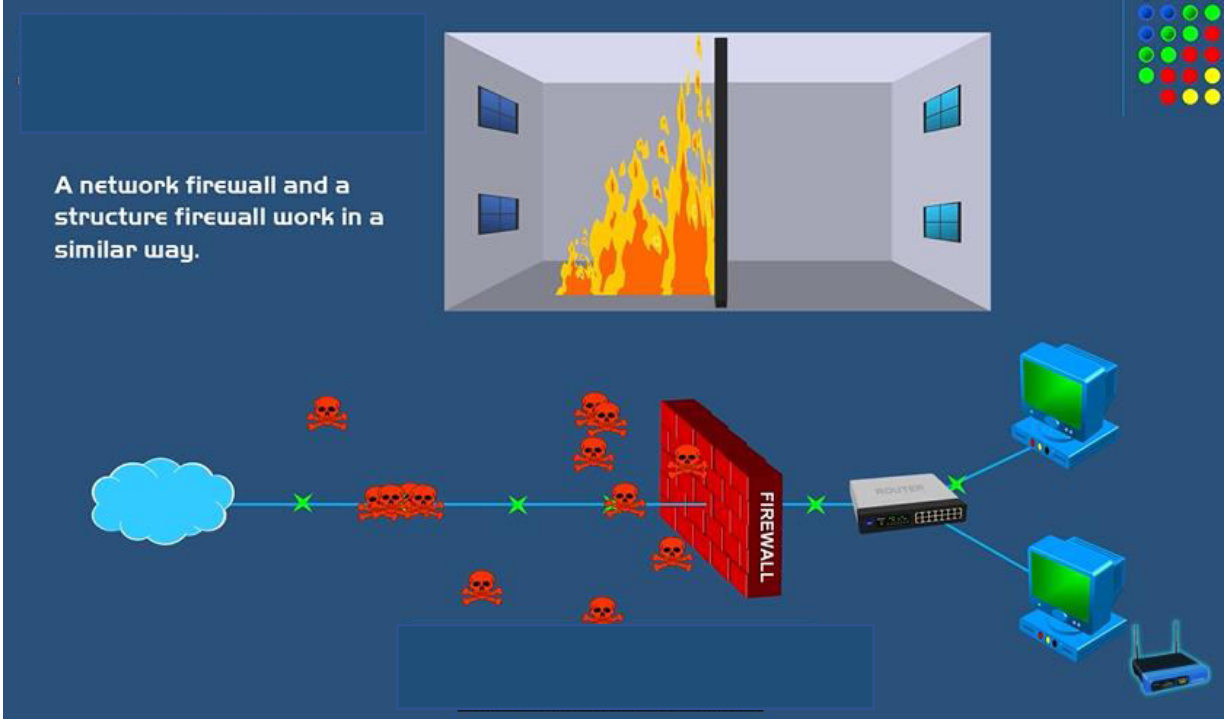 A network firewall and a
structure firewall work in a
similar way.
FIREWALL
ROUTER